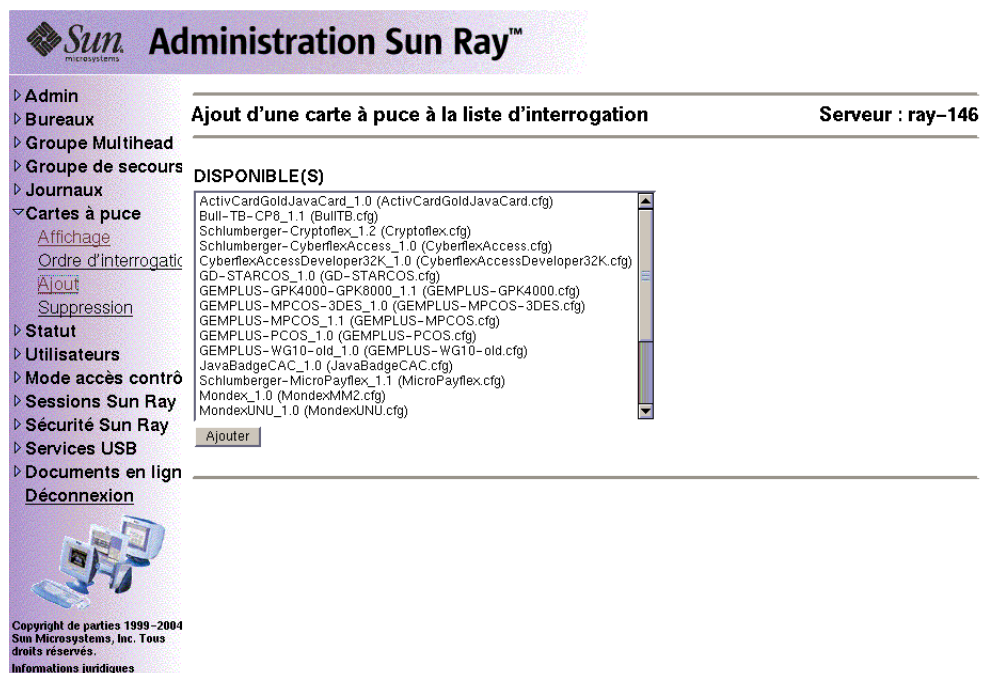 Sun
microsystems
Administration Sun Ray™
Admin
Bureaux
Groupe Multihead
Groupe de secours
Journaux
Cartes à puce
Affichage
Ordre d'interrogatic
Ajout
Suppression
Statut
Utilisateurs
Mode accès contrô
Sessions Sun Ray
Sécurité Sun Ray
Services USB
Documents en lign
Déconnexion
Copyright de parties 1999-2004
Sun Microsystems, Inc. Tous
droits réservés.
Informations juridiques
Ajout d'une carte à puce à la liste d'interrogation Serveur : ray-146
DISPONIBLE(S)
ActivCardGoldJavaCard_1.0 (ActivCardGoldJavaCard.cfg)
Bull-TB-CP8_1.1 (BullTB.cfg)
Schlumberger-Cryptoflex_1.2 (Cryptoflex.cfg)
Schlumberger-CyberflexAccess_1.0 (CyberflexAccess.cfg)
CyberflexAccessDeveloper32K_1.0 (CyberflexAccessDeveloper32K.cfg)
GD-STARCOS_1.0 (GD-STARCOS.cfg)
GEMPLUS-GPK4000-GPK8000_1.1 (GEMPLUS-GPK4000.cfg)
GEMPLUS-MPCOS-3DES_1.0 (GEMPLUS-MPCOS-3DES.cfg)
GEMPLUS-MPCOS_1.1 (GEMPLUS-MPCOS.cfg)
GEMPLUS-PCOS_1.0 (GEMPLUS-PCOS.cfg)
GEMPLUS-WG10-old_1.0 (GEMPLUS-WG10-old.cfg)
JavaBadgeCAC_1.0 (JavaBadgeCAC.cfg)
Schlumberger-MicroPayflex_1.1 (MicroPayflex.cfg)
Mondex_1.0 (MondexMM2.cfg)
MondexUNU_1.0 (MondexUNU.cfg)
Ajouter